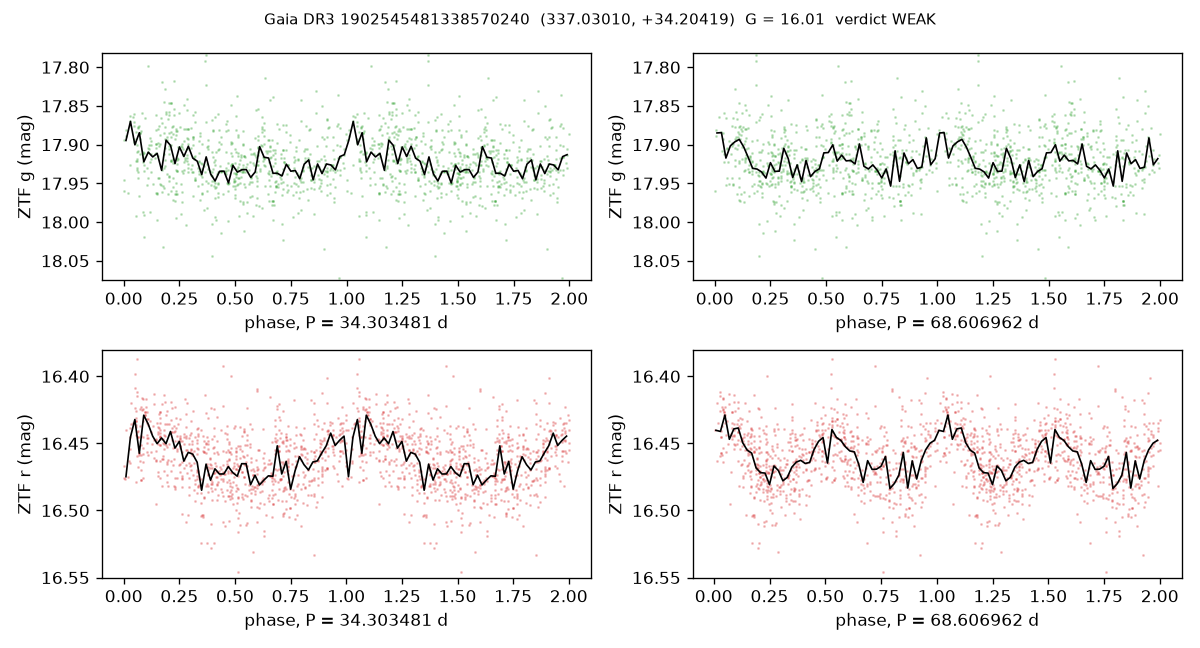 Gaia DR3 1902545481338570240 (337.03010, +34.20419) G = 16.01 verdict WEAK
ZTF g (mag)
17.80
17.85
17.90
17.95
18.00
18.05
0.00 0.25 0.50 0.75 1.00 1.25 1.50 1.75 2.00
phase, P = 34.303481 d
ZTF g (mag)
17.80
17.85
17.90
17.95
18.00
18.05
0.00 0.25 0.50 0.75 1.00 1.25 1.50 1.75 2.00
phase, P = 68.606962 d
ZTF r (mag)
16.40
16.45
16.50
16.55
0.00 0.25 0.50 0.75 1.00 1.25 1.50 1.75 2.00
phase, P = 34.303481 d
ZTF r (mag)
16.40
16.45
16.50
16.55
0.00 0.25 0.50 0.75 1.00 1.25 1.50 1.75 2.00
phase, P = 68.606962 d